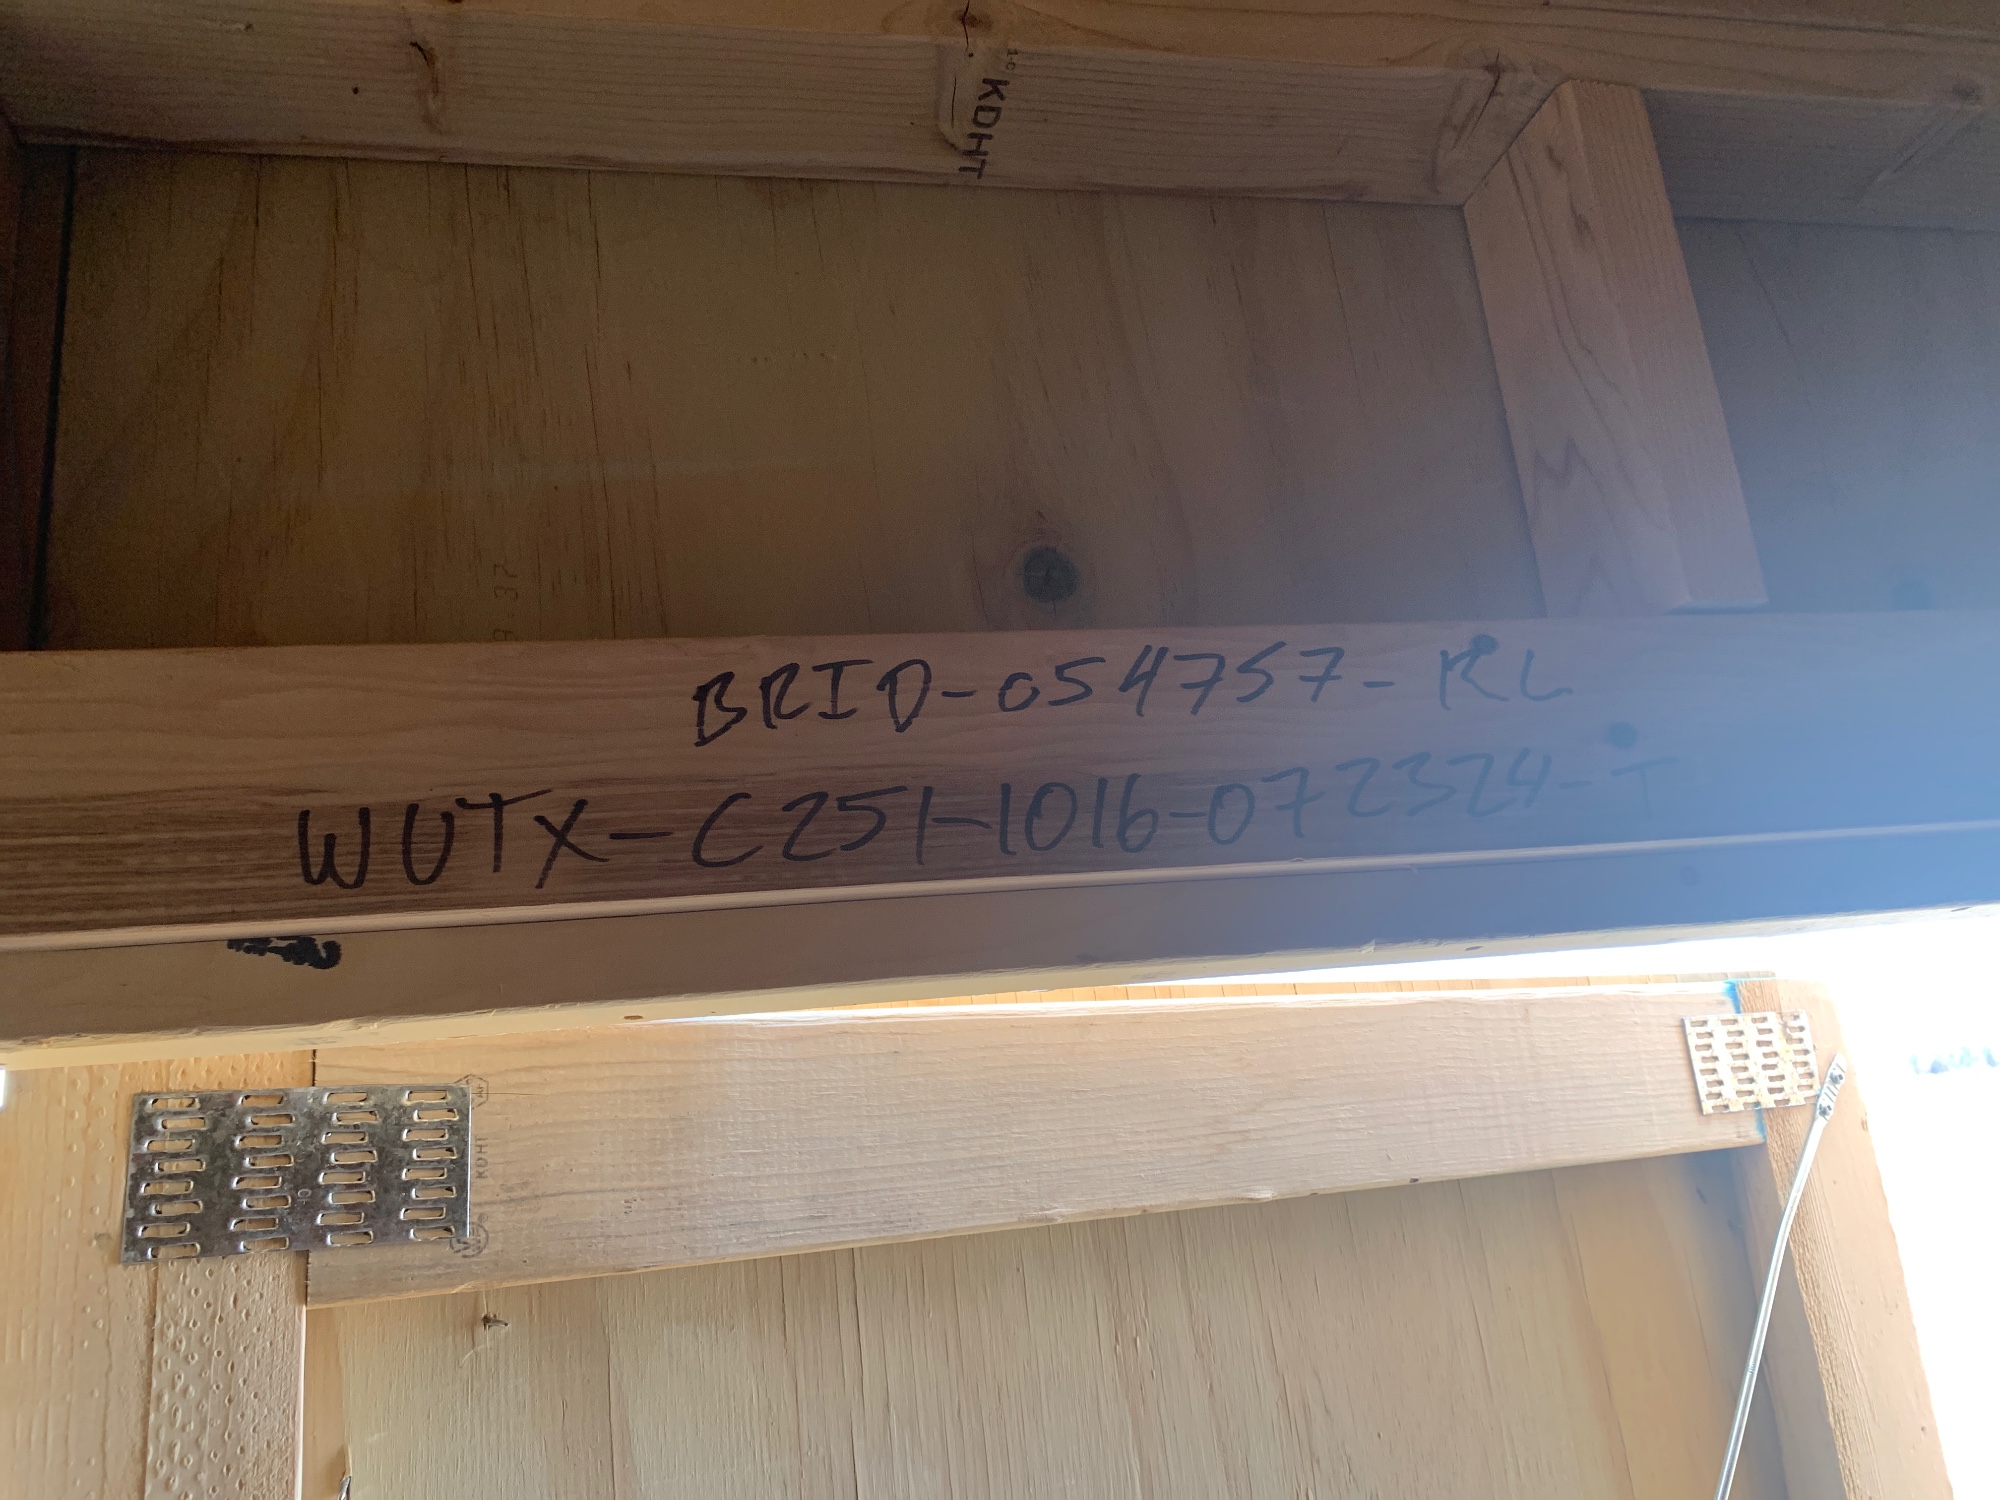 KDHT
BRID-054757-RL
WUTX-C251-1016-072324-T
KDHT